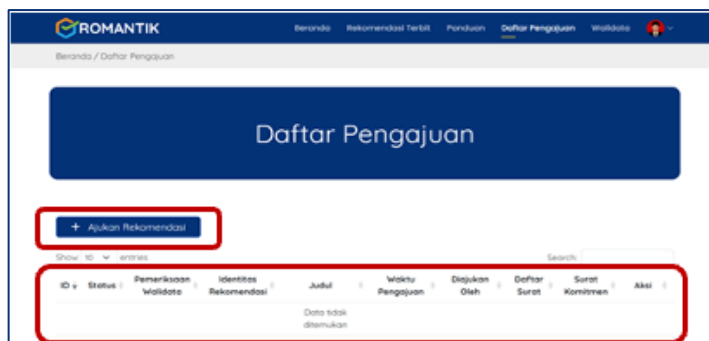 ROMANTIK
Beranda Rekomendasi Terbit Panduan Daftar Pengajuan Walidata
Beranda / Daftar Pengajuan
Daftar Pengajuan
+ Ajukan Rekomendasi
Show 10 entries Search:
ID Status Pemeriksaan Walidata Identitas Rekomendasi Judul Waktu Pengajuan Diajukan Oleh Daftar Surat Surat Komitmen Aksi
Data tidak
ditemukan